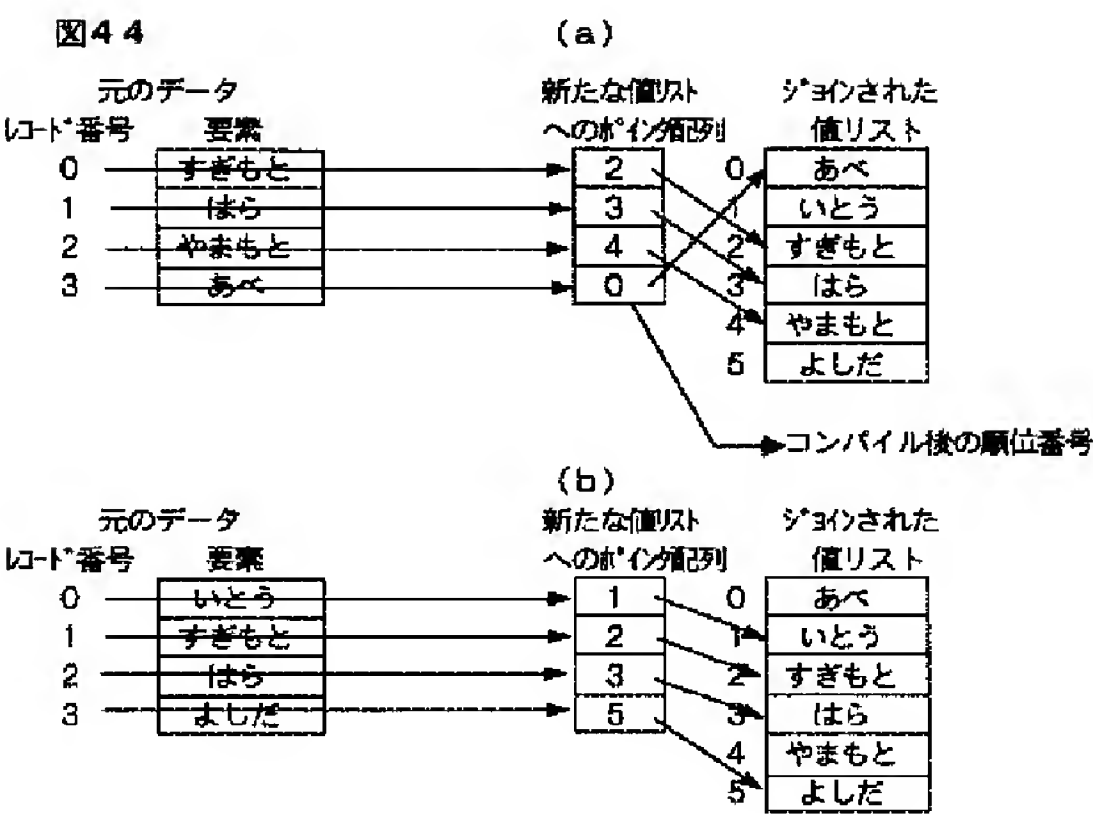 図44
(a)
元のデータ
新たな値リスト
ジョインされた
レコード番号 要素
へのポインタ配列
値リスト
0 すぎもと 2 0 あべ
1 はら 3 1 いとう
2 やまもと 4 2 すぎもと
3 あべ 0 3 はら
4 やまもと
5 よしだ
コンパイル後の順位番号
(b)
元のデータ
新たな値リスト
ジョインされた
レコード番号 要素
へのポインタ配列
値リスト
0 いとう 1 0 あべ
1 すぎもと 2 1 いとう
2 はら 3 2 すぎもと
3 よしだ 5 3 はら
4 やまもと
5 よしだ